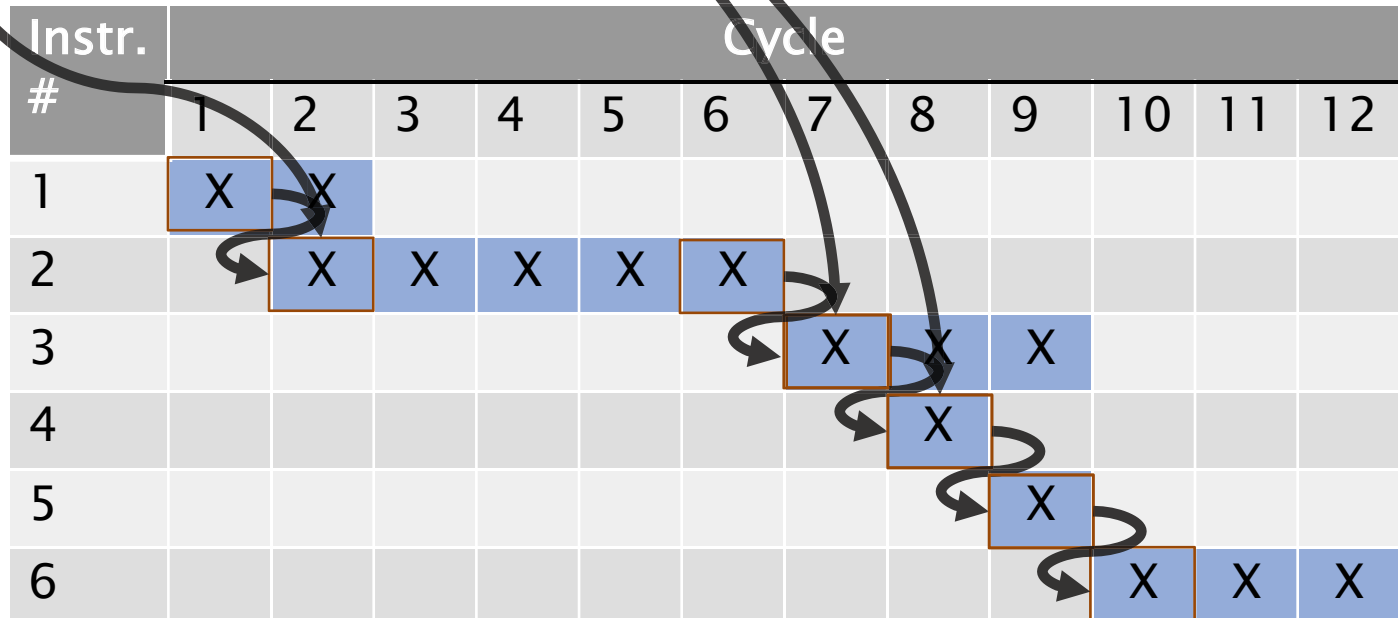 Instr. Cycle
# 1 2 3 4 5 6 7 8 9 10 11 12
1 X X
2 X X X X X
3 X X X
4 X
5 X
6 X X X